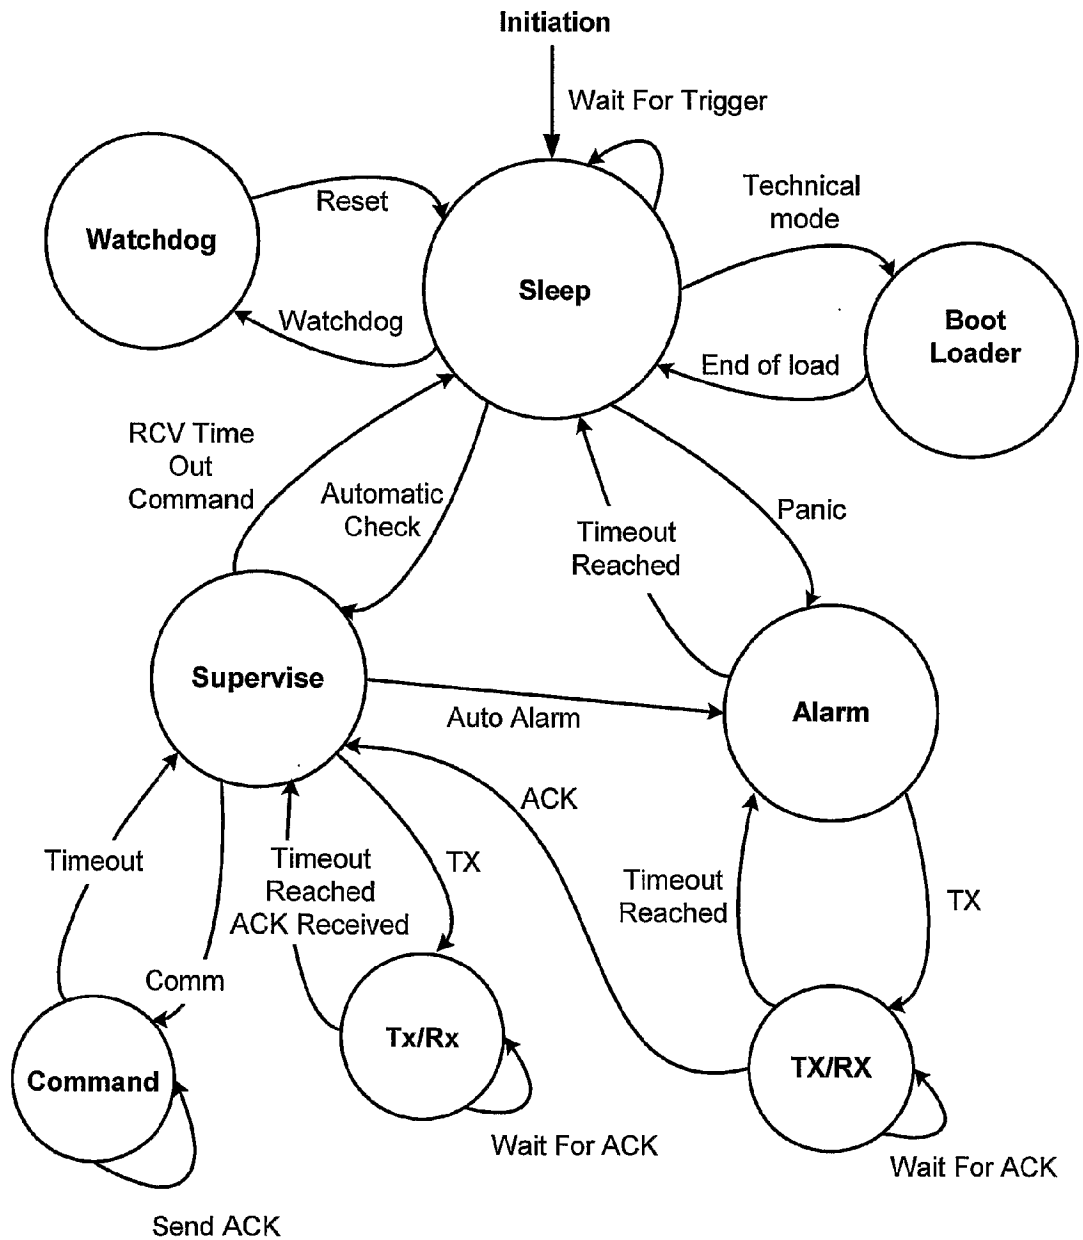 Initiation
Wait For Trigger
Technical
mode
Reset
Watchdog
Sleep
Watchdog
Boot
Loader
End of load
RCV Time
Out
Command
Automatic
Check
Panic
Timeout
Reached
Supervise
Alarm
Auto Alarm
ACK
Timeout
Timeout
Reached
ACK Received
TX
Timeout
Reached
TX
Comm
Tx/Rx
TX/RX
Command
Wait For ACK
Wait For ACK
Send ACK